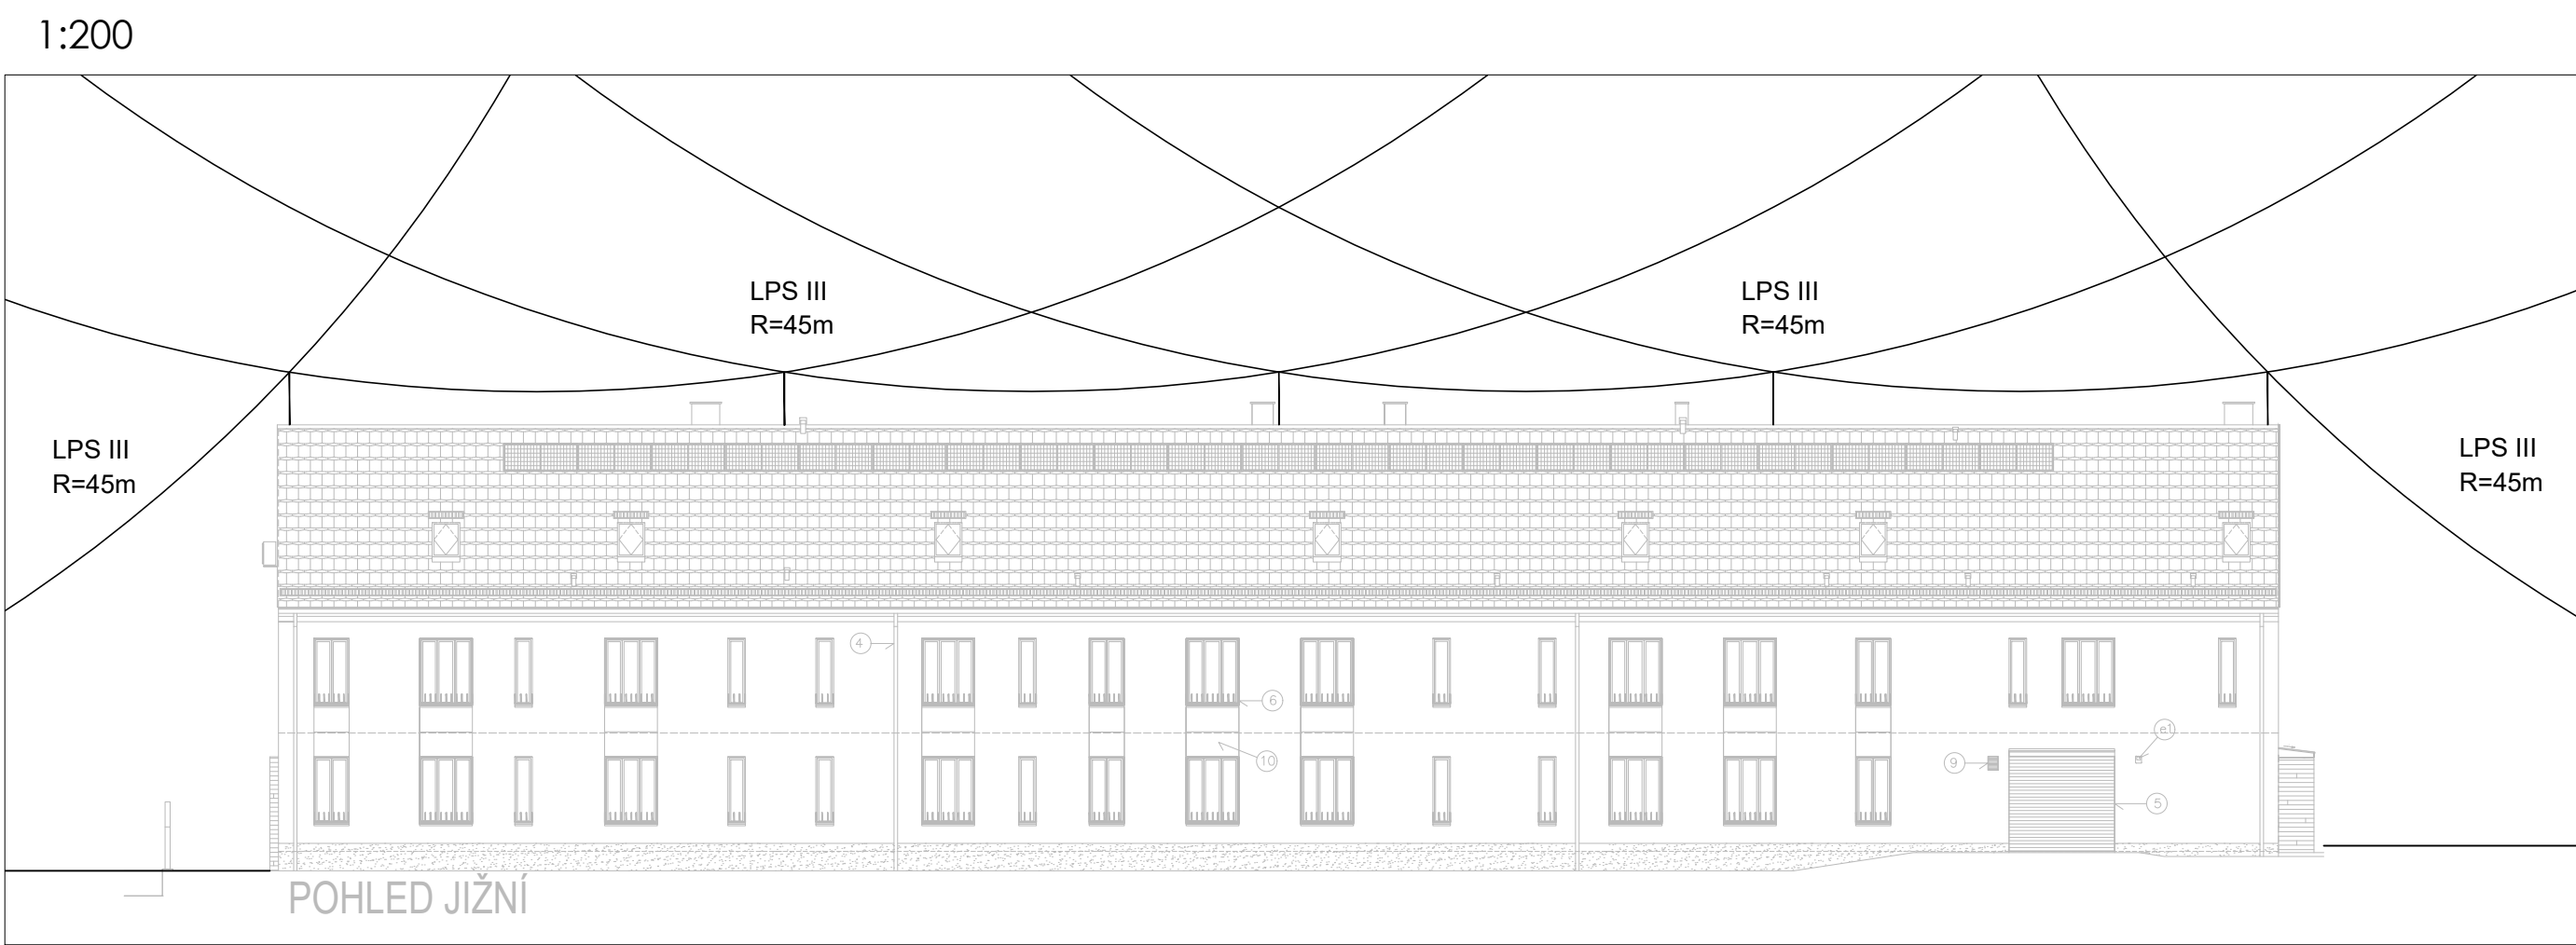 1:200
LPS III
R=45m
LPS III
R=45m
LPS III
R=45m
LPS III
R=45m
4
6
10
9
e1
5
POHLED JIŽNÍ